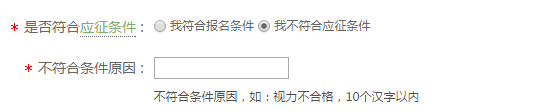 * 是否符合应征条件： 我符合报名条件 我不符合应征条件
* 不符合条件原因：
不符合条件原因，如：视力不合格，10个汉字以内